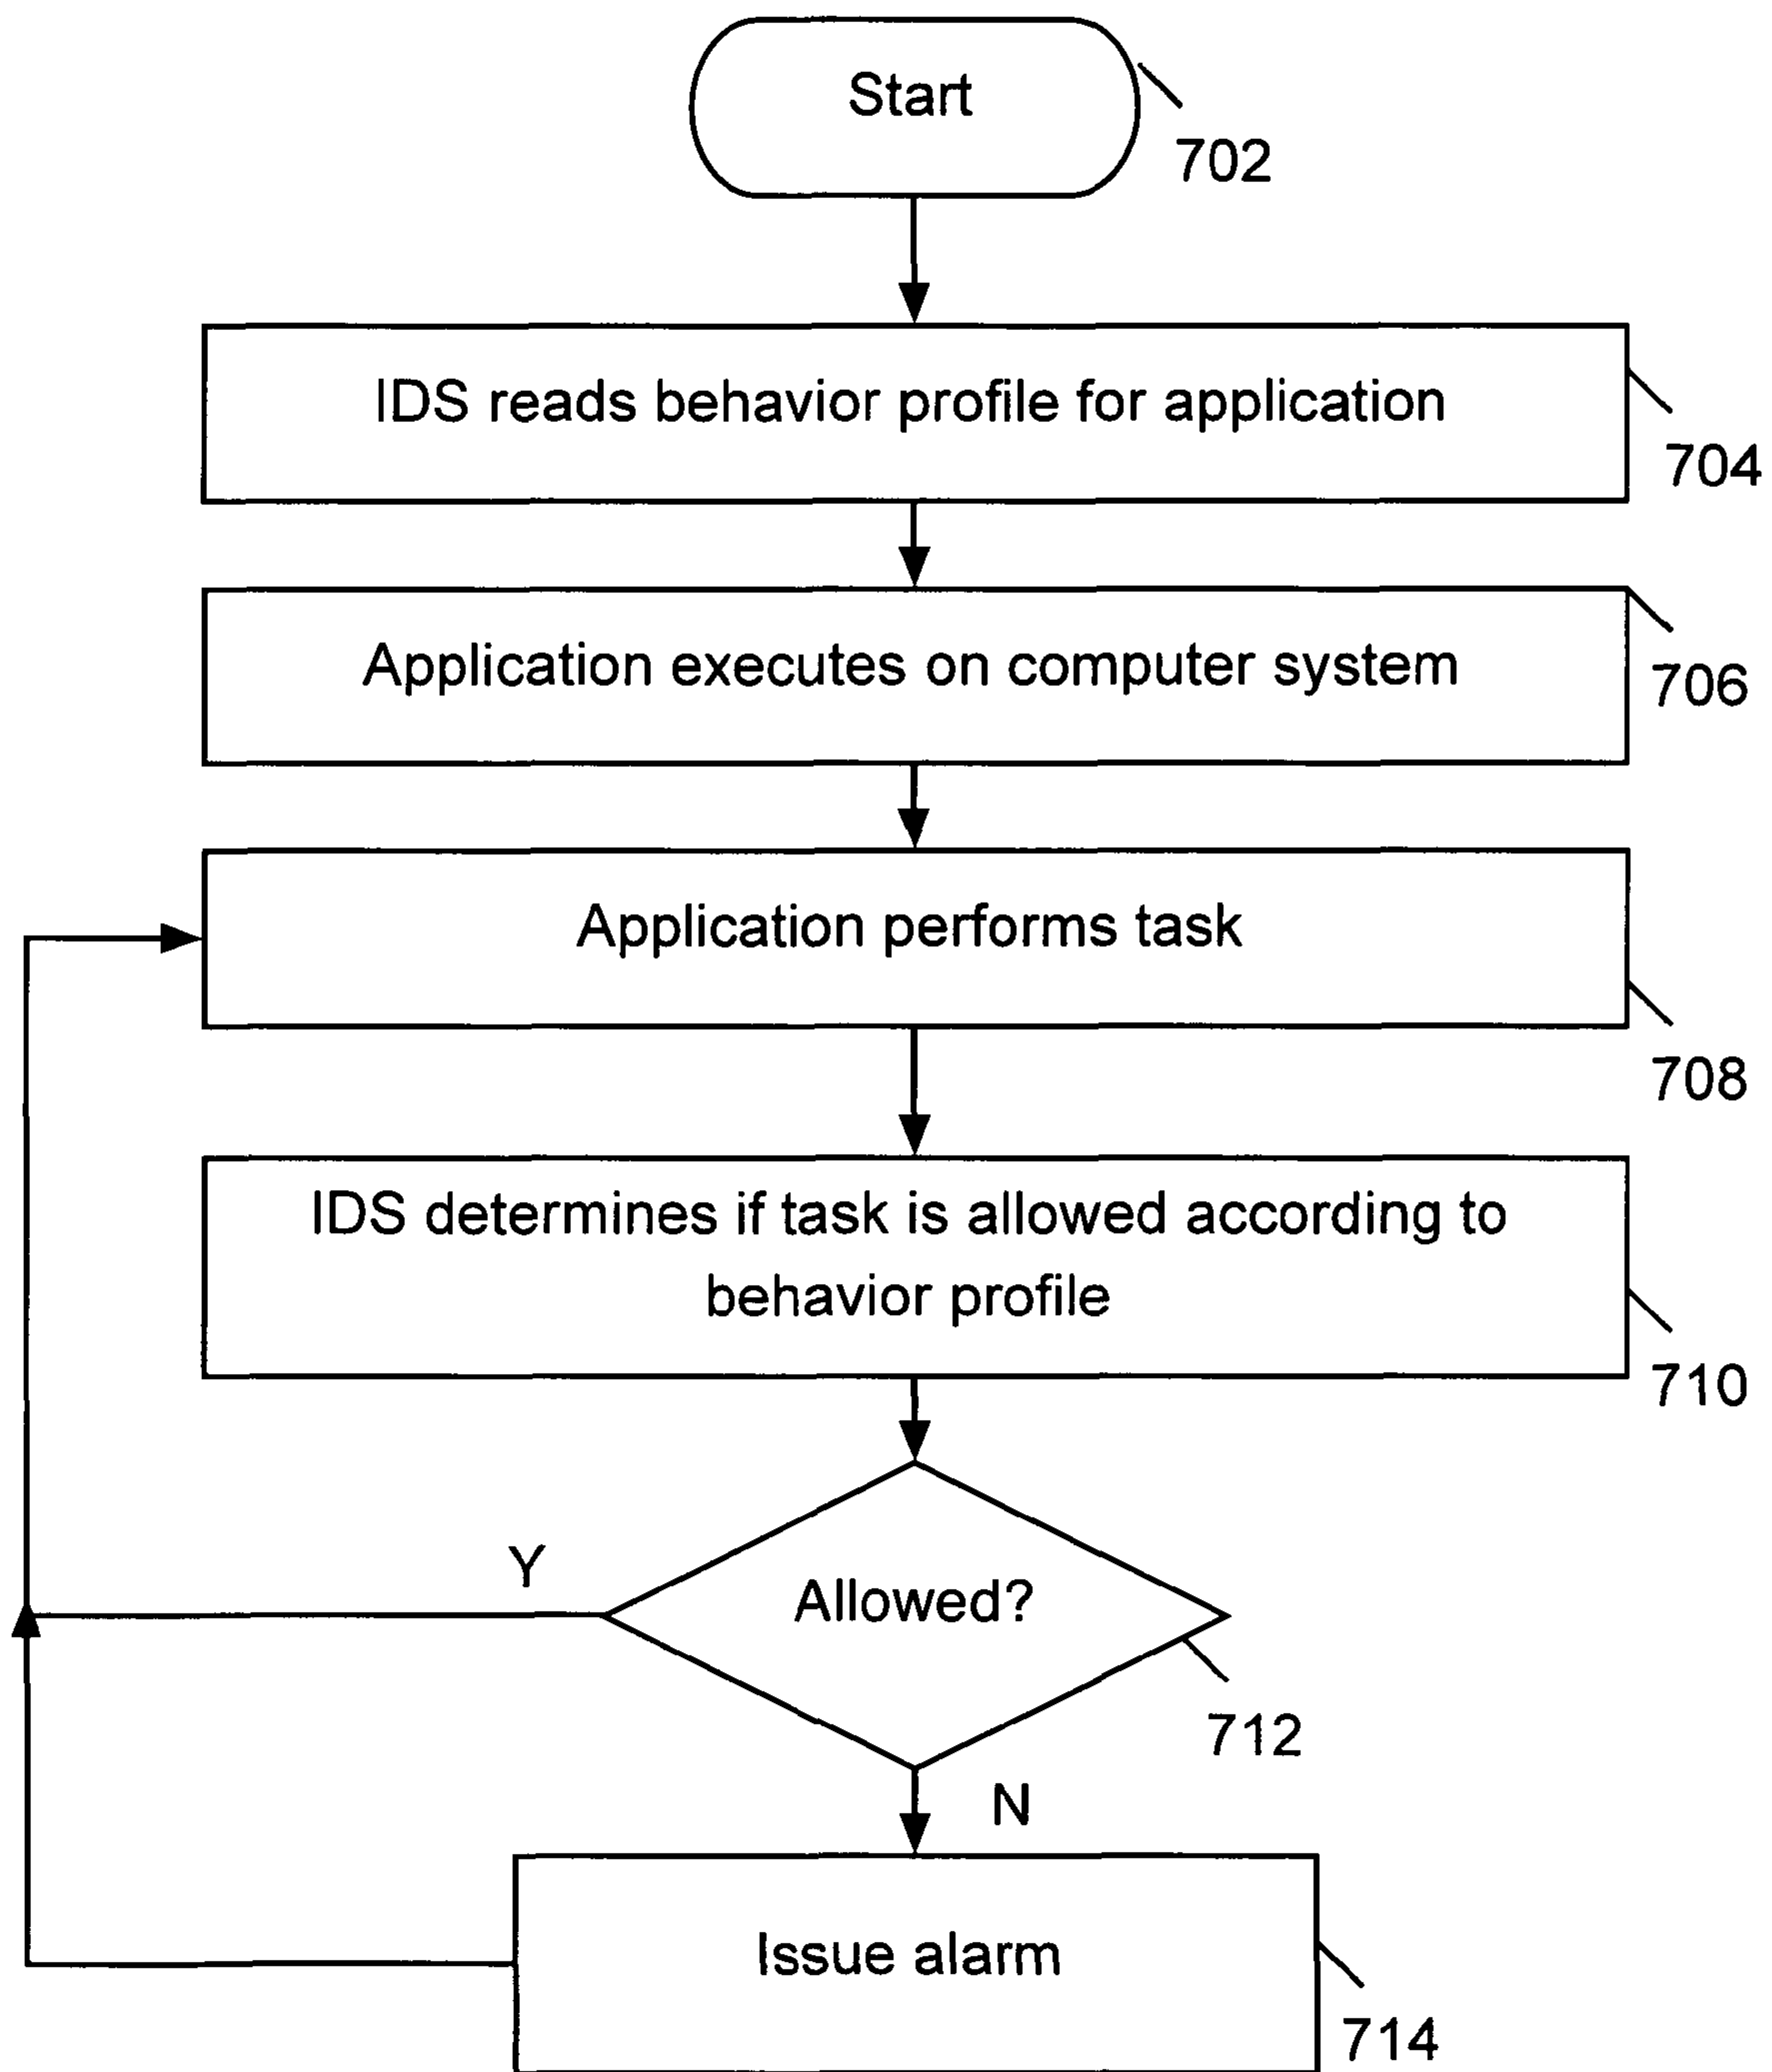 Start
702
IDS reads behavior profile for application
704
Application executes on computer system
706
Application performs task
708
IDS determines if task is allowed according to
behavior profile
710
Y
Allowed?
712
N
Issue alarm
714